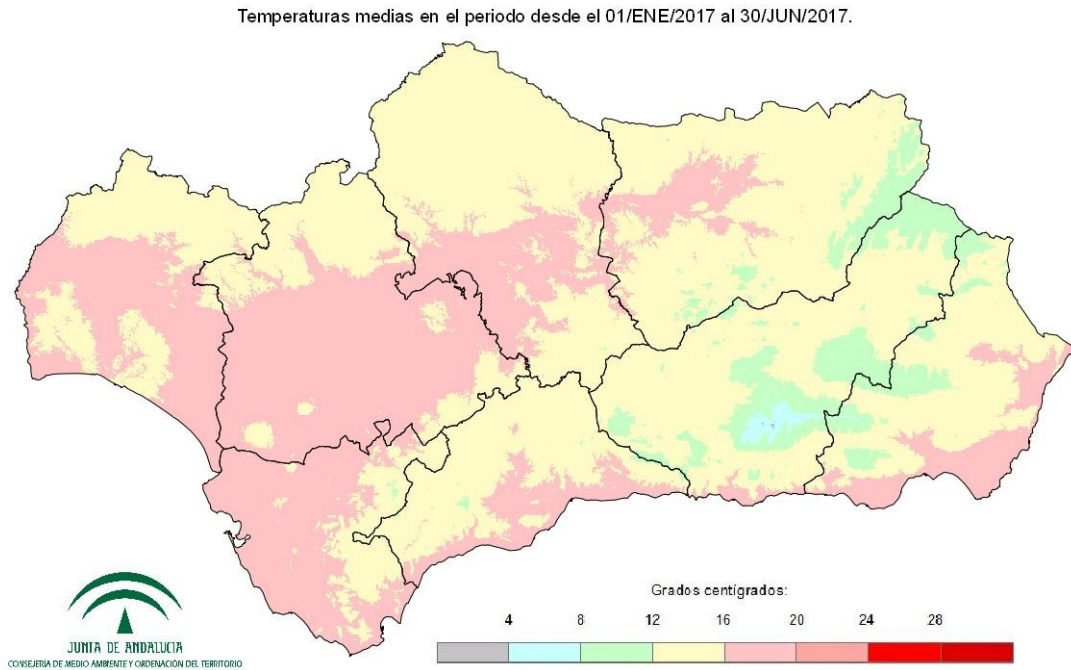 Temperaturas medias en el periodo desde el 01/ENE/2017 al 30/JUN/2017.
Grados centígrados:
4 8 12 16 20 24 28
JUNTA DE ANDALUCIA
CONSEJERÍA DE MEDIO AMBIENTE Y ORDENACIÓN DEL TERRITORIO